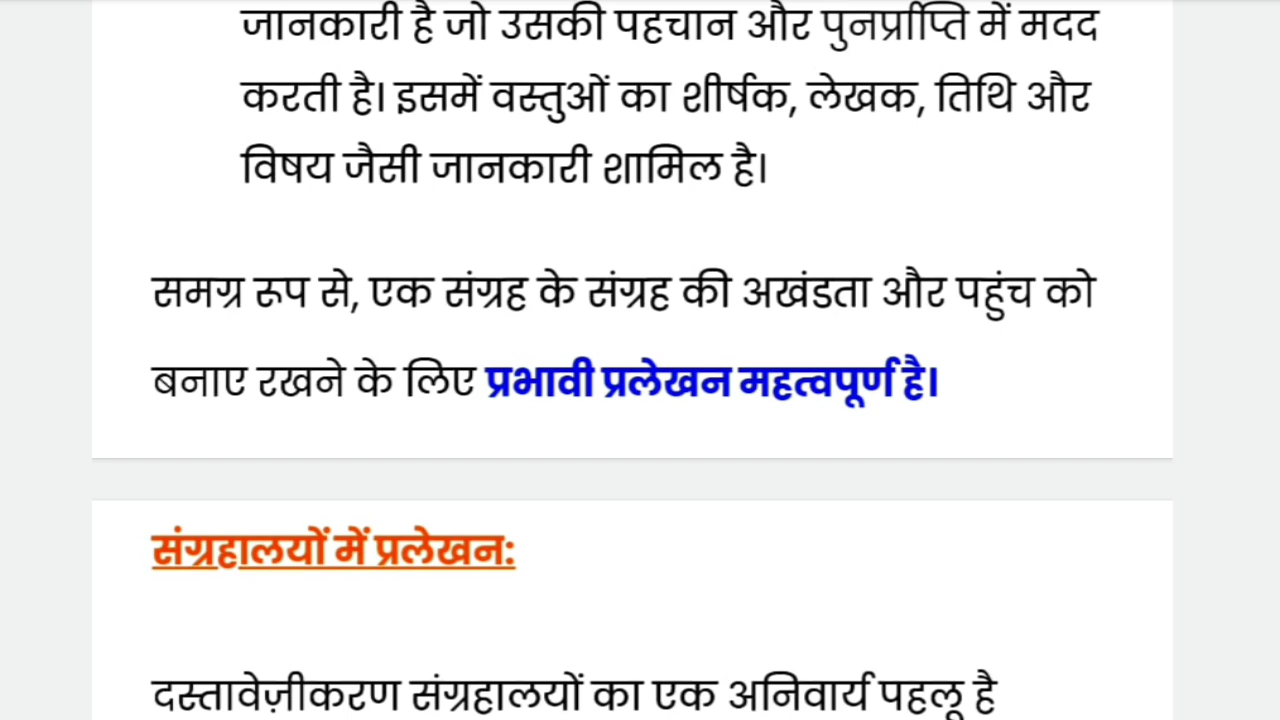 जानकारी है जो उसकी पहचान और पुनर्प्राप्ति में मदद
करती है। इसमें वस्तुओं का शीर्षक, लेखक, तिथि और
विषय जैसी जानकारी शामिल है।
समग्र रूप से, एक संग्रह के संग्रह की अखंडता और पहुंच को
बनाए रखने के लिए प्रभावी प्रलेखन महत्वपूर्ण है।
संग्रहालयों में प्रलेखन:
दस्तावेज़ीकरण संग्रहालयों का एक अनिवार्य पहलू है